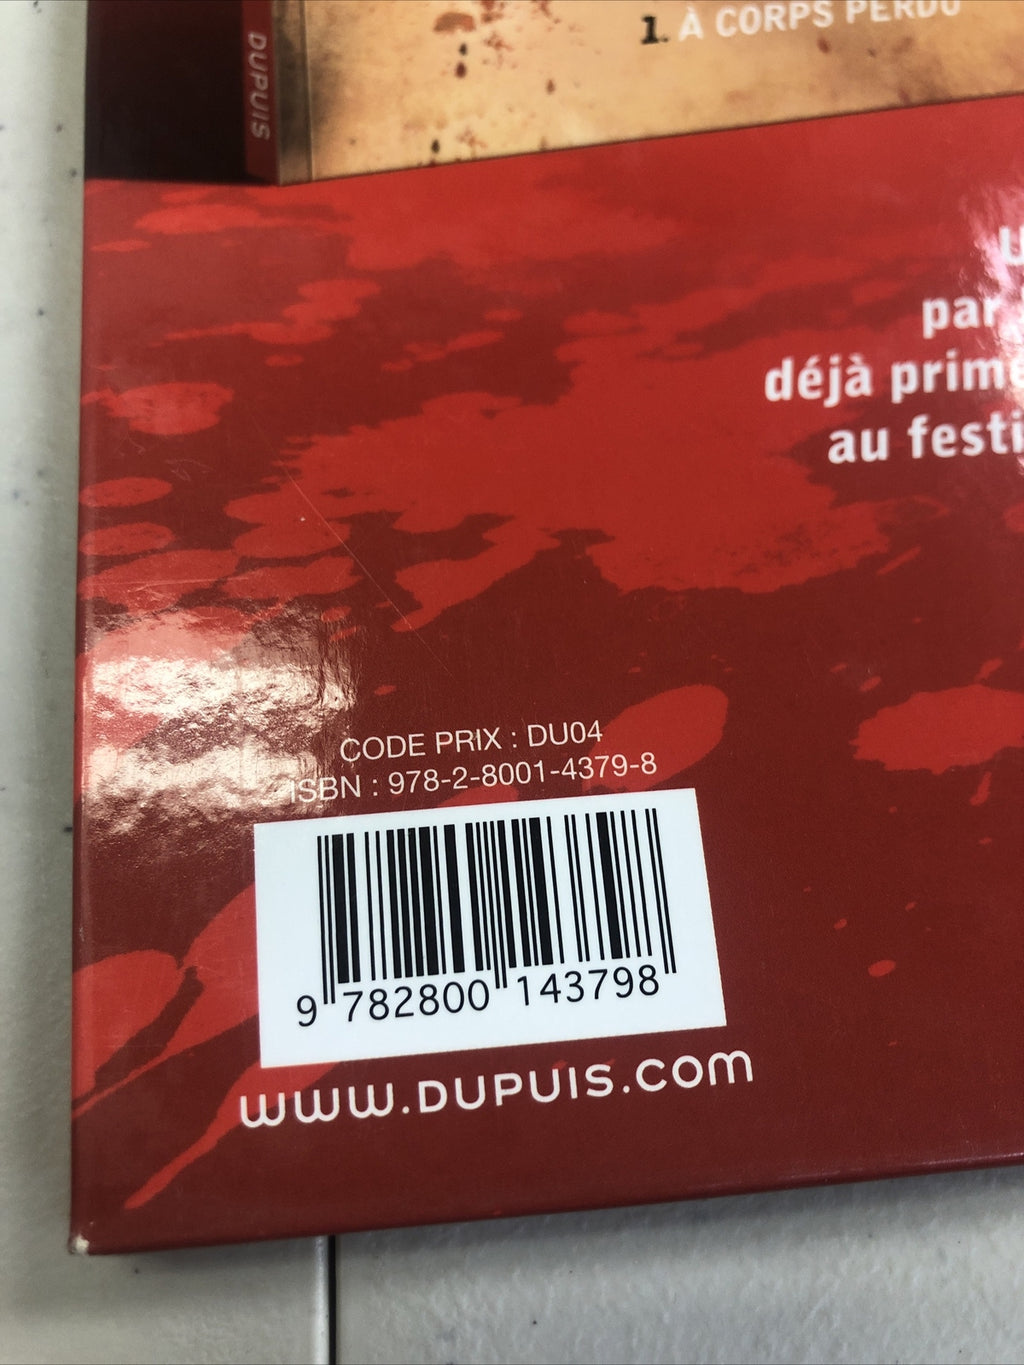 DUPUIS
1. À CORPS PERDU
par
déjà prim
au festi
CODE PRIX : DU04
ISBN : 978-2-8001-4379-8
9 782800 143798
www.DUPUIS.com